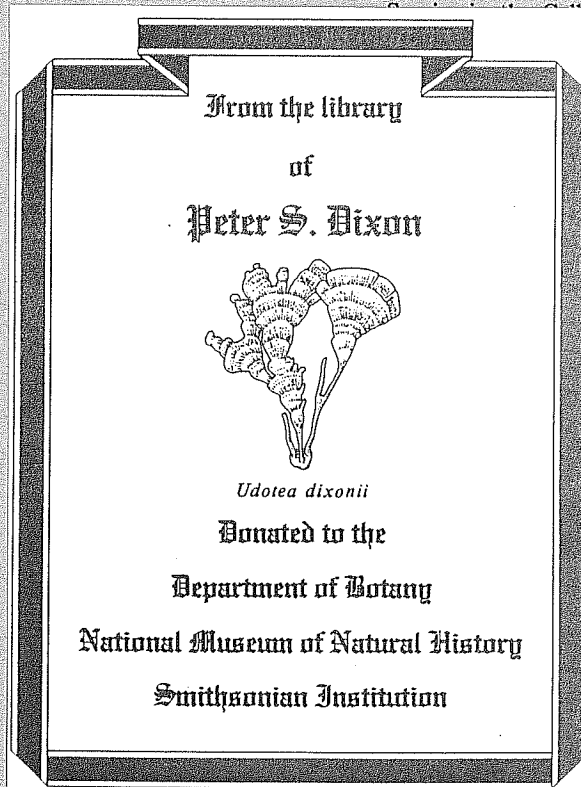 From the library
of
Peter S. Dixon
Udotea dixonii
Donated to the
Department of Botany
National Museum of Natural History
Smithsonian Institution